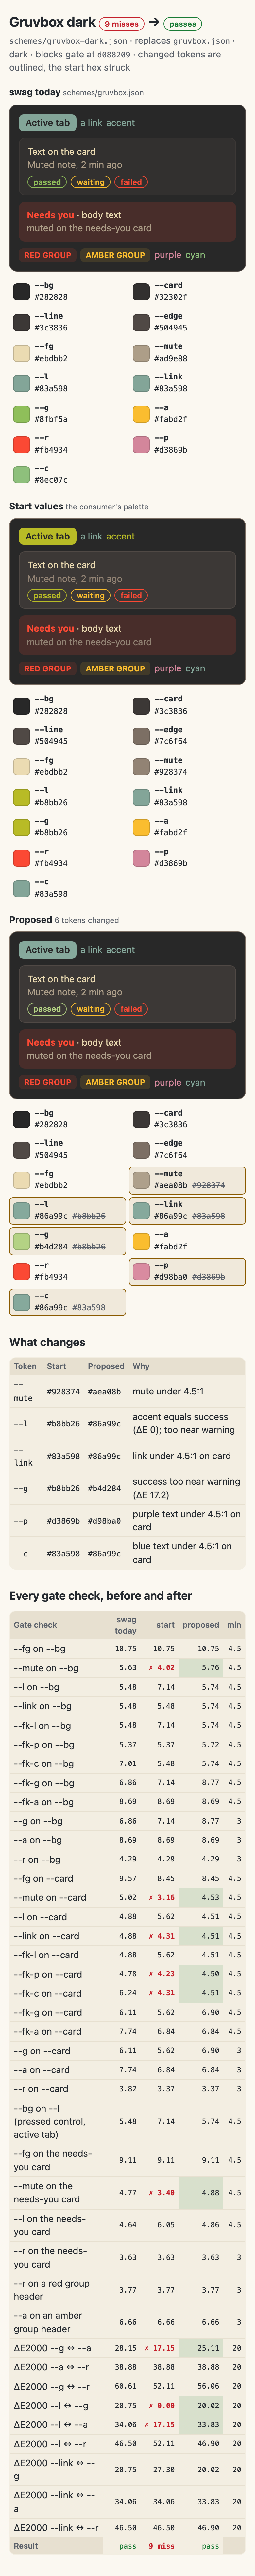 Gruvbox dark 9 misses → passes
schemes/gruvbox-dark.json · replaces gruvbox.json ·
dark · blocks gate at d088209 · changed tokens are
outlined, the start hex struck
swag today schemes/gruvbox.json
Active tab a link accent
Text on the card
Muted note, 2 min ago
passed waiting failed
Needs you · body text
muted on the needs-you card
RED GROUP AMBER GROUP purple cyan
--bg --card
#282828 #32302f
--line --edge
#3c3836 #504945
--fg --mute
#ebdbb2 #ad9e88
--l --link
#83a598 #83a598
--g --a
#8fbf5a #fabd2f
--r --p
#fb4934 #d3869b
--c
#8ec07c
Start values the consumer's palette
Active tab a link accent
Text on the card
Muted note, 2 min ago
passed waiting failed
Needs you · body text
muted on the needs-you card
RED GROUP AMBER GROUP purple cyan
--bg --card
#282828 #3c3836
--line --edge
#504945 #7c6f64
--fg --mute
#ebdbb2 #928374
--l --link
#b8bb26 #83a598
--g --a
#b8bb26 #fabd2f
--r --p
#fb4934 #d3869b
--c
#83a598
Proposed 6 tokens changed
Active tab a link accent
Text on the card
Muted note, 2 min ago
passed waiting failed
Needs you · body text
muted on the needs-you card
RED GROUP AMBER GROUP purple cyan
--bg --card
#282828 #3c3836
--line --edge
#504945 #7c6f64
--fg --mute
#ebdbb2 #aea08b #928374
--l --link
#86a99c #b8bb26 #86a99c #83a598
--g --a
#b4d284 #b8bb26 #fabd2f
--r --p
#fb4934 #d98ba0 #d3869b
--c
#86a99c #83a598
What changes
Token Start Proposed Why
--
mute #928374 #aea08b mute under 4.5:1
--l #b8bb26 #86a99c accent equals success
(ΔE 0); too near warning
--
link #83a598 #86a99c link under 4.5:1 on card
--g #b8bb26 #b4d284 success too near warning
(ΔE 17.2)
--p #d3869b #d98ba0 purple text under 4.5:1 on
card
--c #83a598 #86a99c blue text under 4.5:1 on
card
Every gate check, before and after
Gate check swag today start proposed min
--fg on --bg 10.75 10.75 10.75 4.5
--mute on --bg 5.63 ✗ 4.02 5.76 4.5
--l on --bg 5.48 7.14 5.74 4.5
--link on --bg 5.48 5.48 5.74 4.5
--fk-l on --bg 5.48 7.14 5.74 4.5
--fk-p on --bg 5.37 5.37 5.72 4.5
--fk-c on --bg 7.01 5.48 5.74 4.5
--fk-g on --bg 6.86 7.14 8.77 4.5
--fk-a on --bg 8.69 8.69 8.69 4.5
--g on --bg 6.86 7.14 8.77 3
--a on --bg 8.69 8.69 8.69 3
--r on --bg 4.29 4.29 4.29 3
--fg on --card 9.57 8.45 8.45 4.5
--mute on --card 5.02 ✗ 3.16 4.53 4.5
--l on --card 4.88 5.62 4.51 4.5
--link on --card 4.88 ✗ 4.31 4.51 4.5
--fk-l on --card 4.88 5.62 4.51 4.5
--fk-p on --card 4.78 ✗ 4.23 4.50 4.5
--fk-c on --card 6.24 ✗ 4.31 4.51 4.5
--fk-g on --card 6.11 5.62 6.90 4.5
--fk-a on --card 7.74 6.84 6.84 4.5
--g on --card 6.11 5.62 6.90 3
--a on --card 7.74 6.84 6.84 3
--r on --card 3.82 3.37 3.37 3
--bg on --l
(pressed control, 5.48 7.14 5.74 4.5
active tab)
--fg on the needs-
you card 9.11 9.11 9.11 4.5
--mute on the
needs-you card 4.77 ✗ 3.40 4.88 4.5
--l on the needs-
you card 4.64 6.05 4.86 4.5
--r on the needs-
you card 3.63 3.63 3.63 3
--r on a red group
header 3.77 3.77 3.77 3
--a on an amber
group header 6.66 6.66 6.66 3
ΔE2000 --g ↔ --a 28.15 ✗ 17.15 25.11 20
ΔE2000 --a ↔ --r 38.88 38.88 38.88 20
ΔE2000 --g ↔ --r 60.61 52.11 56.06 20
ΔE2000 --l ↔ --g 20.75 ✗ 0.00 20.02 20
ΔE2000 --l ↔ --a 34.06 ✗ 17.15 33.83 20
ΔE2000 --l ↔ --r 46.50 52.11 46.90 20
ΔE2000 --link ↔ --
g 20.75 27.30 20.02 20
ΔE2000 --link ↔ --
a 34.06 34.06 33.83 20
ΔE2000 --link ↔ --r 46.50 46.50 46.90 20
Result pass 9 miss pass